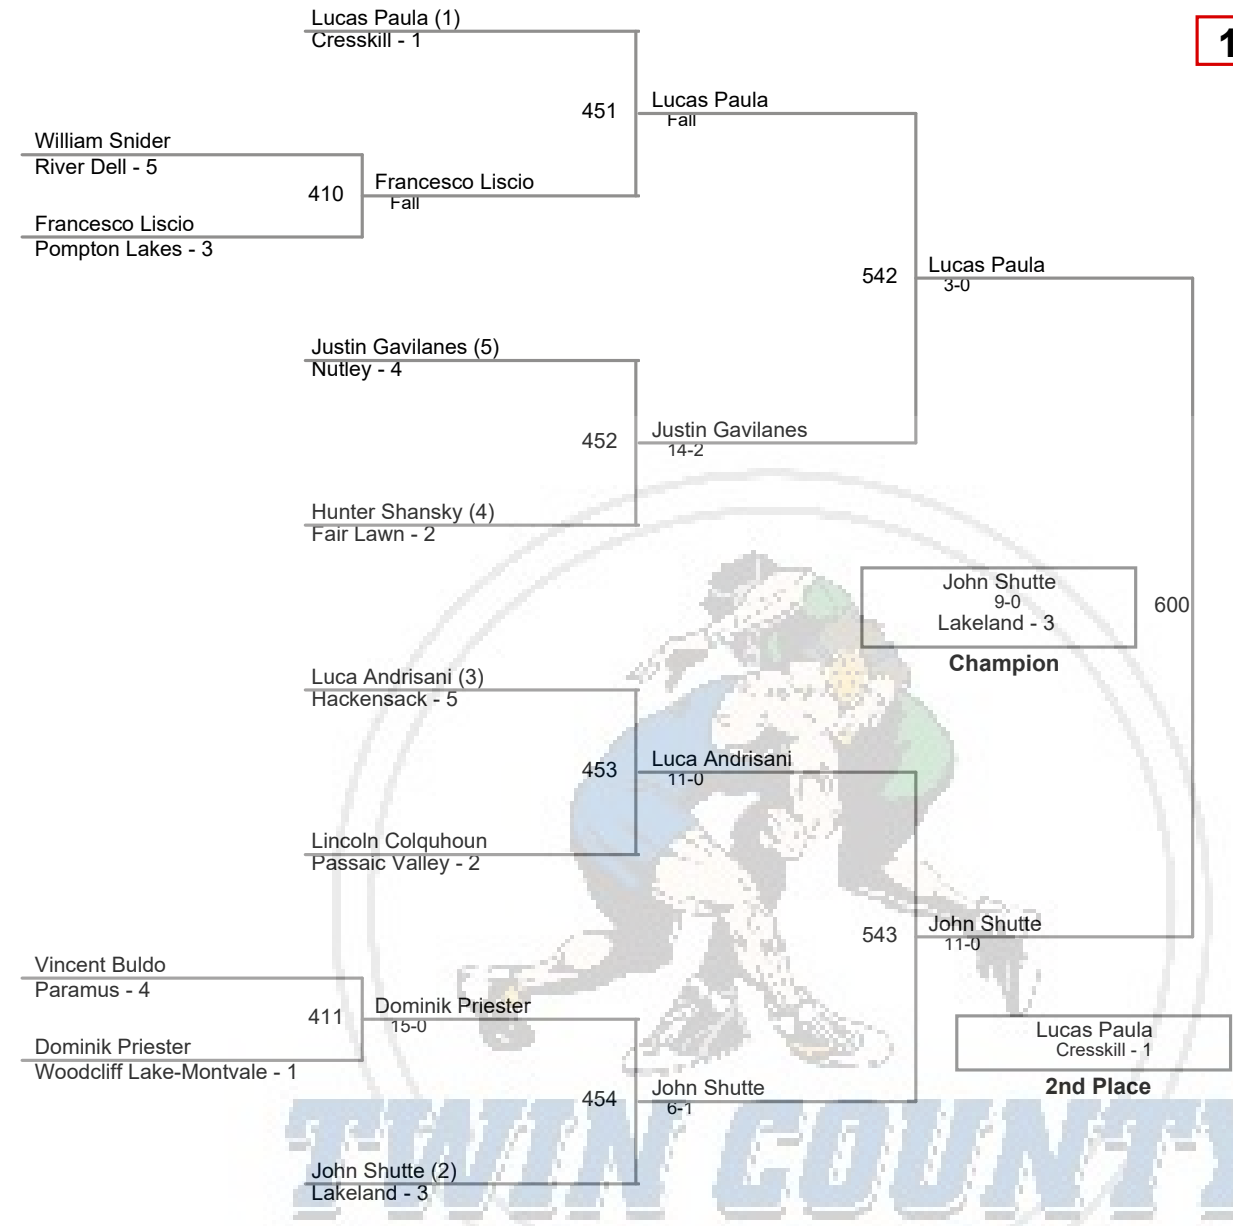 Lucas Paula (1)
Cresskill - 1
1
451
Lucas Paula
Fall
William Snider
River Dell - 5
410
Francesco Liscio
Fall
Francesco Liscio
Pompton Lakes - 3
542
Lucas Paula
3-0
Justin Gavilanes (5)
Nutley - 4
452
Justin Gavilanes
14-2
Hunter Shansky (4)
Fair Lawn - 2
John Shutte
9-0
Lakeland - 3
600
Champion
Luca Andrisani (3)
Hackensack - 5
453
Luca Andrisani
11-0
Lincoln Colquhoun
Passaic Valley - 2
543
John Shutte
11-0
Vincent Buldo
Paramus - 4
411
Dominik Priester
15-0
Dominik Priester
Woodcliff Lake-Montvale - 1
Lucas Paula
Cresskill - 1
2nd Place
454
John Shutte
6-1
John Shutte (2)
Lakeland - 3
TWIN COUNTY